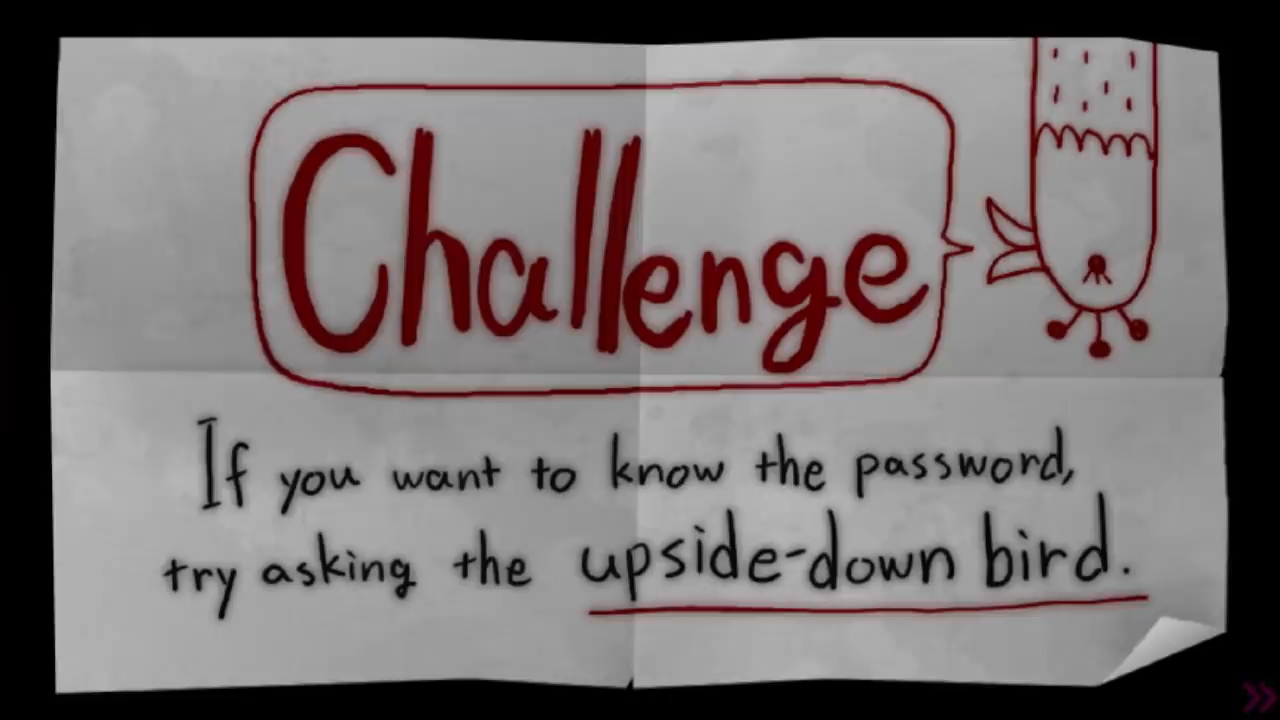 Challenge
If you want to know the password,
try asking the upside-down bird.